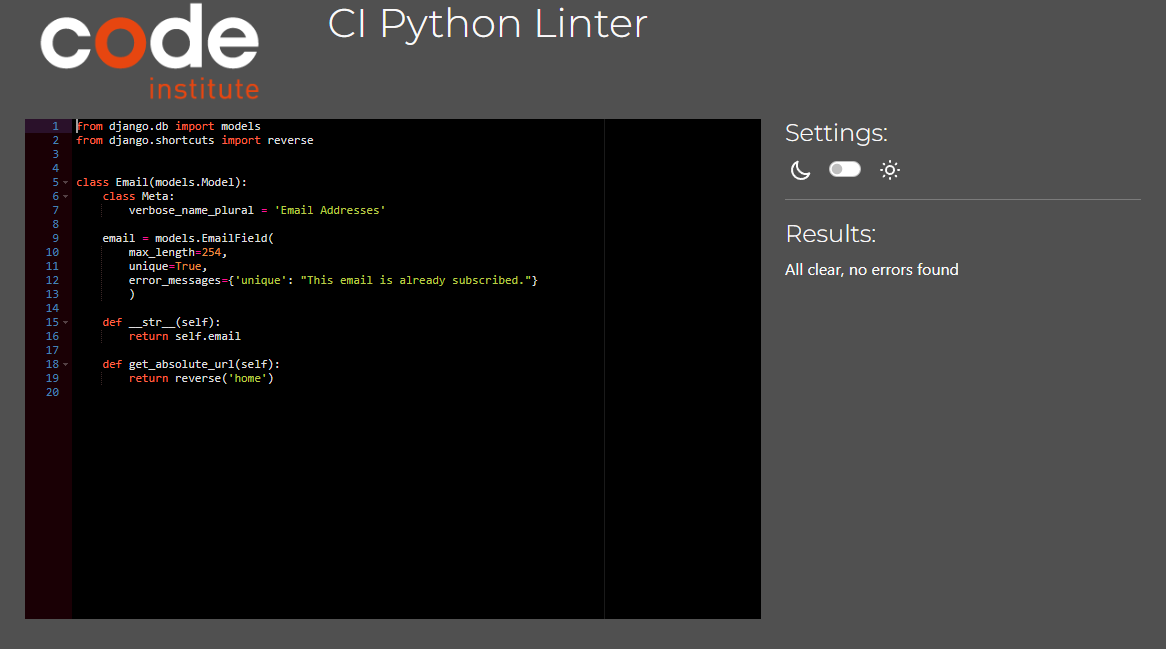 code
institute
CI Python Linter
1 from django.db import models
2 from django.shortcuts import reverse
3
4
5 class Email(models.Model):
6     class Meta:
7         verbose_name_plural = 'Email Addresses'
8
9     email = models.EmailField(
10         max_length=254,
11         unique=True,
12         error_messages={'unique': "This email is already subscribed."}
13         )
14
15     def __str__(self):
16         return self.email
17
18     def get_absolute_url(self):
19         return reverse('home')
20
Settings:
Results:
All clear, no errors found